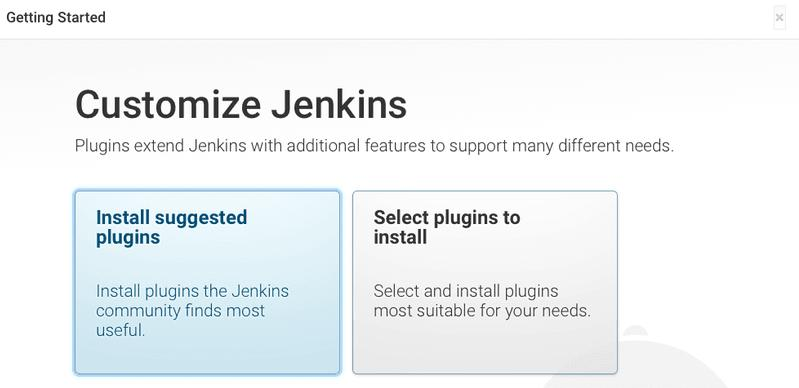 Getting Started
×
Customize Jenkins
Plugins extend Jenkins with additional features to support many different needs.
Install suggested
plugins
Install plugins the Jenkins
community finds most
useful.
Select plugins to
install
Select and install plugins
most suitable for your needs.